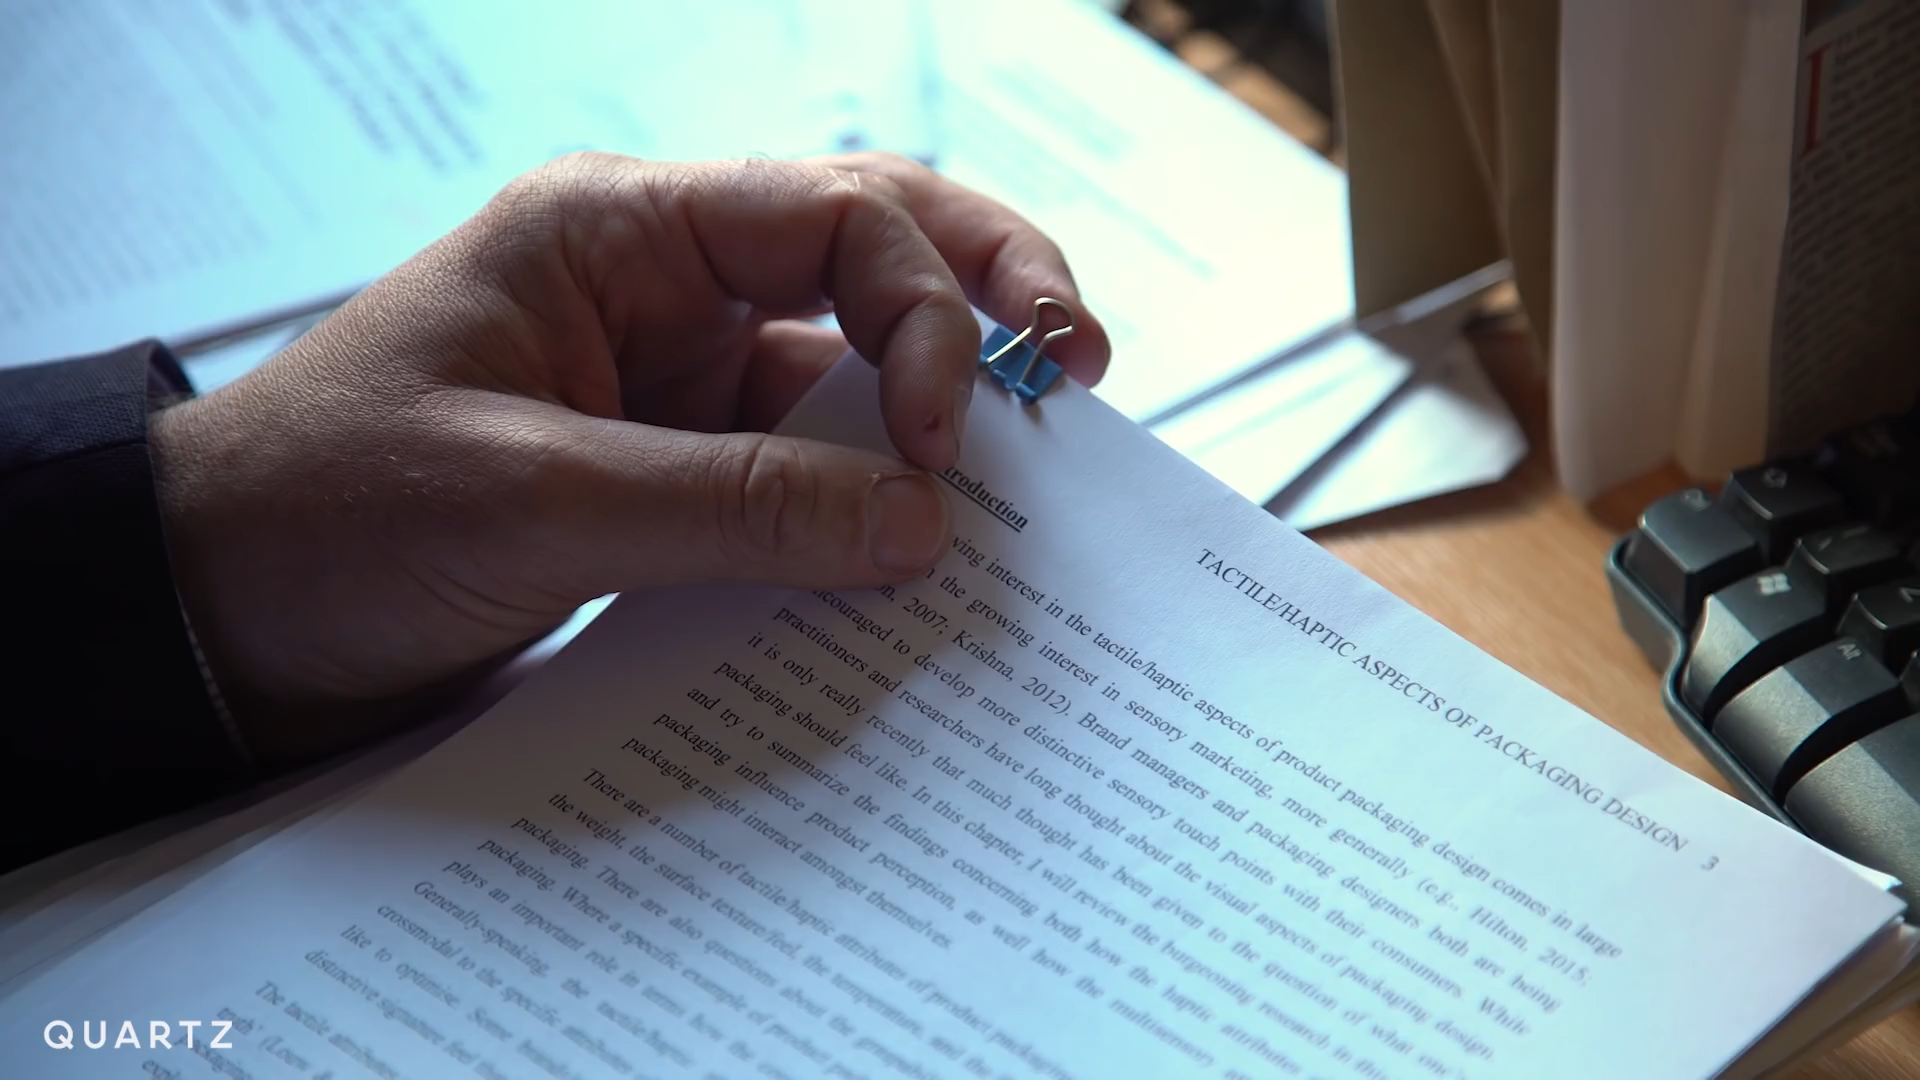 TACTILE/HAPTIC ASPECTS OF PACKAGING DESIGN 3
troduction
ving interest in the tactile/haptic aspects of product packaging design comes in large
the growing interest in sensory marketing, more generally (e.g., Hilton, 2015;
on, 2007; Krishna, 2012). Brand managers and packaging designers both are being
couraged to develop more distinctive sensory touch points with their consumers. While
practitioners and researchers have long thought about the visual aspects of packaging design,
it is only really recently that much thought has been given to the question of what one's
packaging should feel like. In this chapter, I will review the burgeoning research in this
and try to summarize the findings concerning both how the haptic attributes
packaging influence product perception, as well how the multisensory
packaging might interact amongst themselves.
There are a number of tactile/haptic attributes of product packaging
the weight, the surface texture/feel, the temperature, and the
packaging. There are also questions about the
packaging. Where a specific example of product
plays an important role in terms how the
Generally-speaking, the tactile/haptic
crossmodal to the specific attributes
like to optimise. Some brands
distinctive signature feel
The tactile attributes
QUARTZ